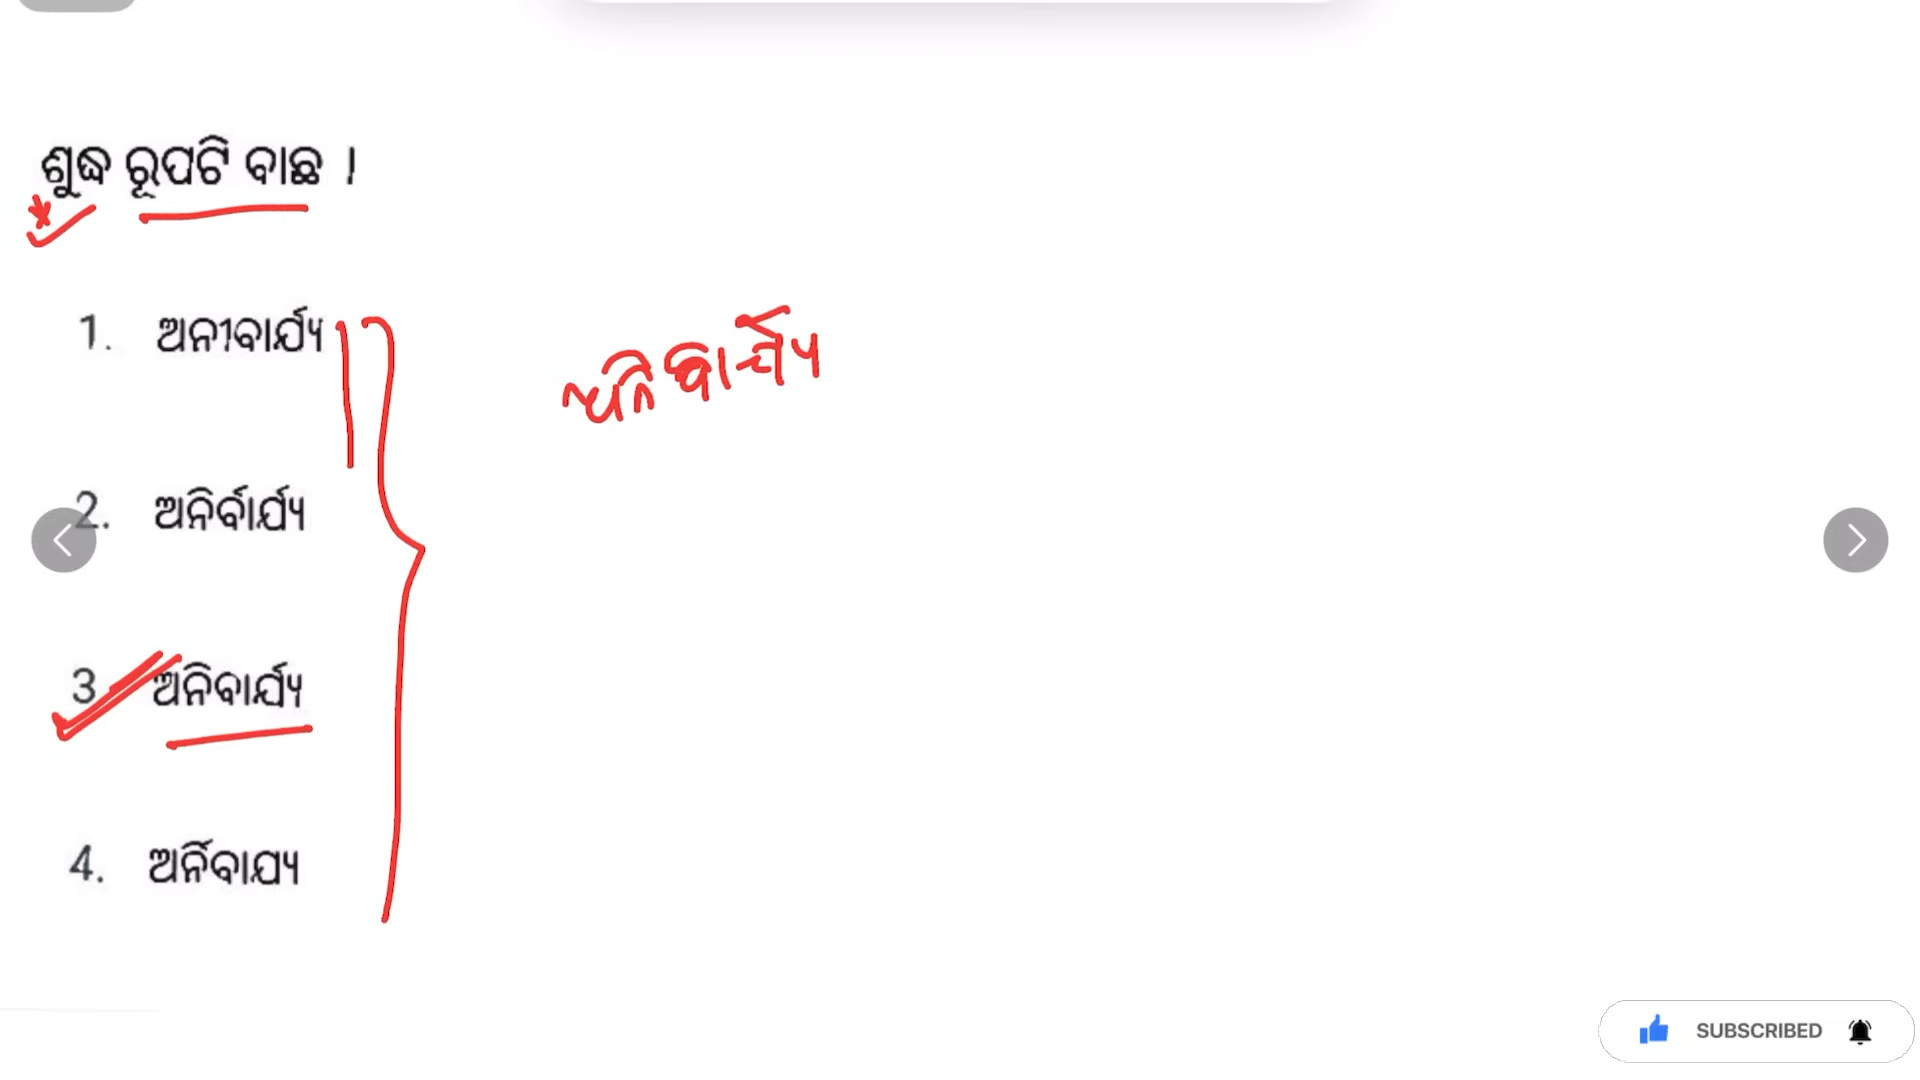 ଶୁଦ୍ଧ ରୂପଟି ବାଛ ।
1. ଅନୀବାର୍ଯ୍ୟ
ଅନିବାର୍ଯ୍ୟ
2. ଅନିର୍ବାର୍ଯ୍ୟ
3 ଅନିବାର୍ଯ୍ୟ
4. ଅର୍ନିବାଯ୍ୟ
SUBSCRIBED